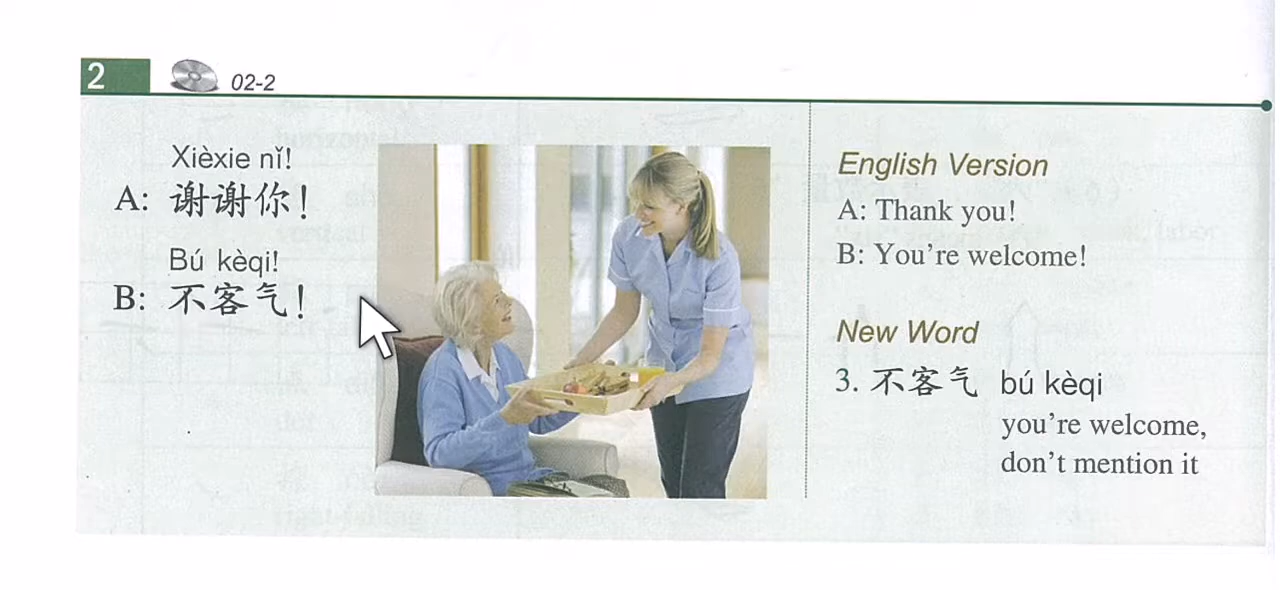 2
02-2
Xièxie nǐ!
A: 谢谢你！
Bú kèqi!
B: 不客气！
English Version
A: Thank you!
B: You're welcome!
New Word
3. 不客气 bú kèqi
you're welcome,
don't mention it